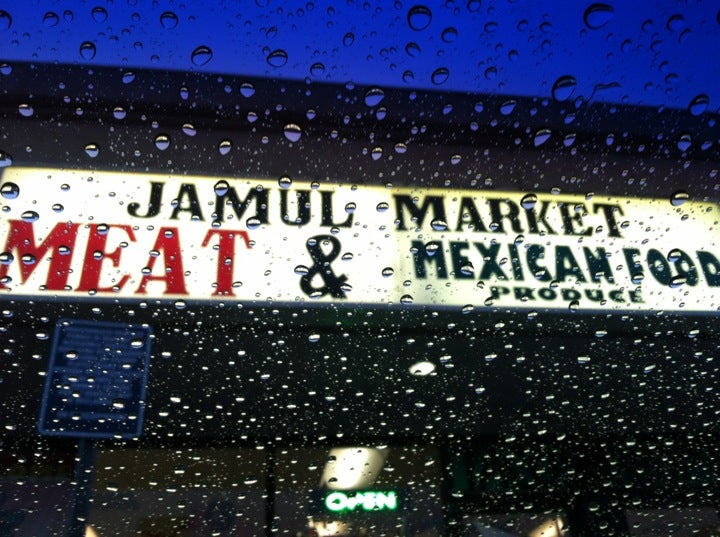 JAMUL MARKET
MEAT & MEXICAN FOOD
PRODUCE
OPEN